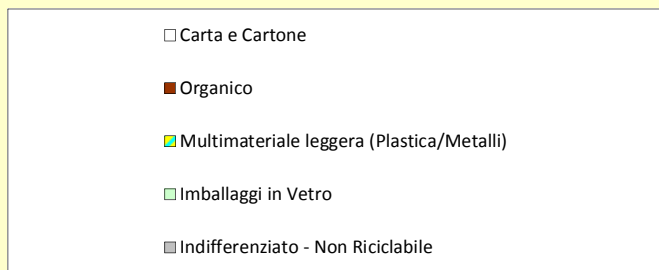 Carta e Cartone
Organico
Multimateriale leggera (Plastica/Metalli)
Imballaggi in Vetro
Indifferenziato - Non Riciclabile